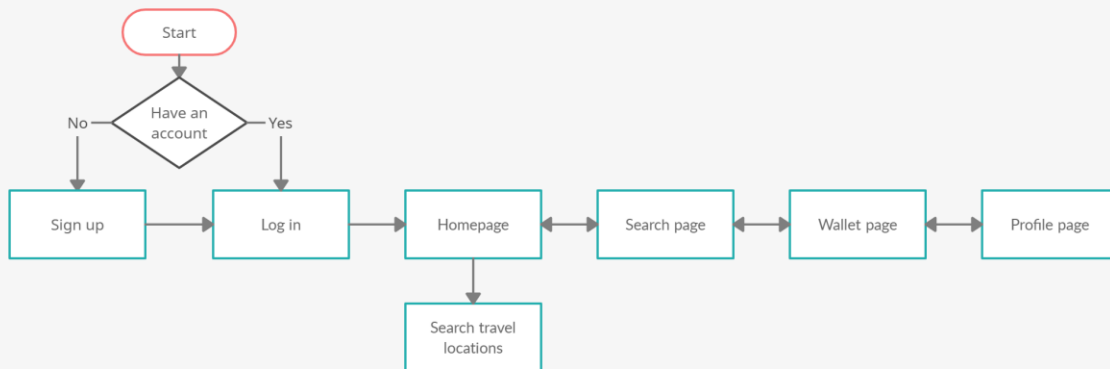 Start
Have an
account
No
Yes
Sign up
Log in
Homepage
Search page
Wallet page
Profile page
Search travel
locations